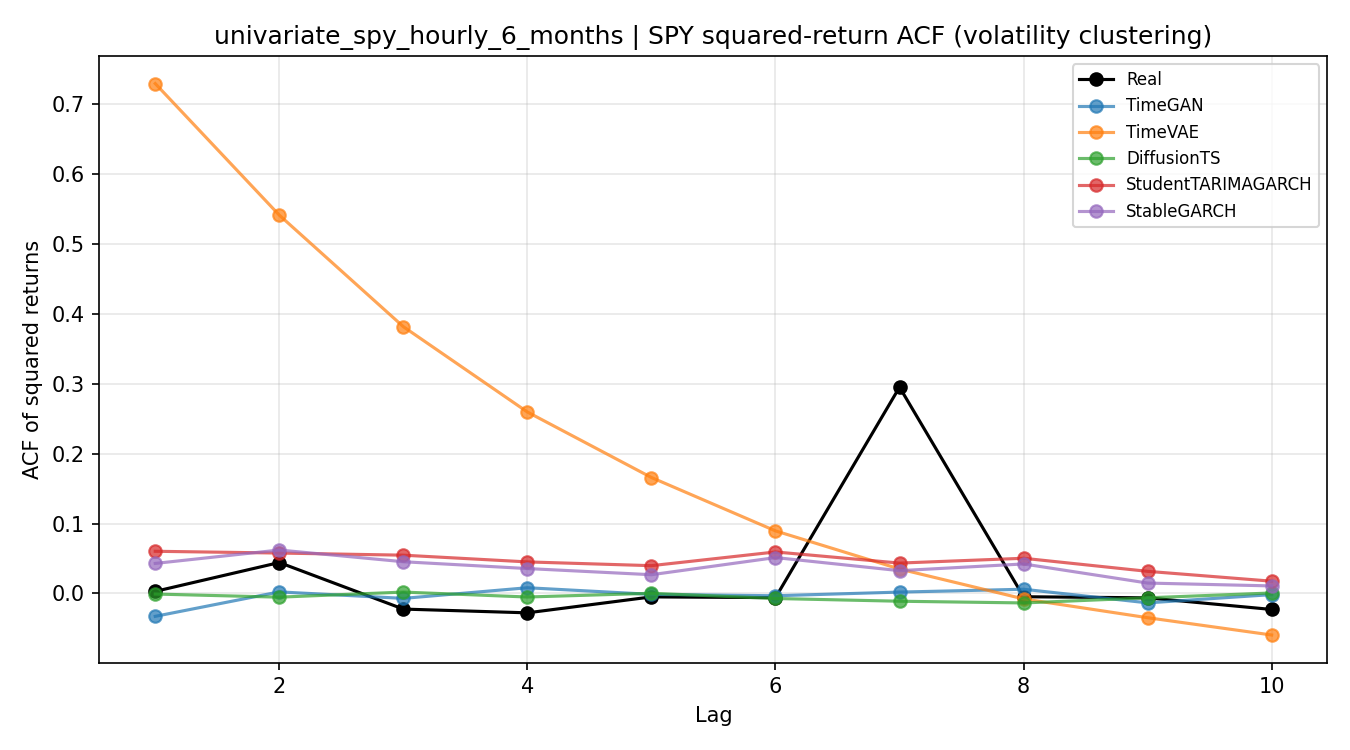 univariate_spy_hourly_6_months | SPY squared-return ACF (volatility clustering)
Real
TimeGAN
TimeVAE
DiffusionTS
StudentTARIMAGARCH
StableGARCH
ACF of squared returns
0.7
0.6
0.5
0.4
0.3
0.2
0.1
0.0
2
4
6
8
10
Lag